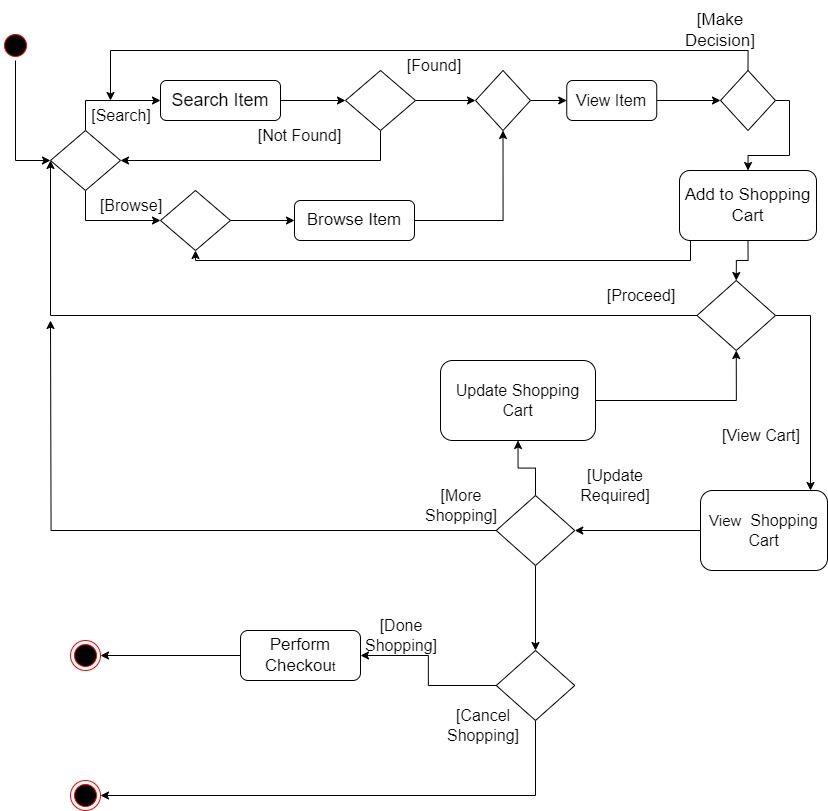 [Make
Decision]
[Found]
Search Item
View Item
[Search]
[Not Found]
[Browse]
Browse Item
Add to Shopping
Cart
[Proceed]
Update Shopping
Cart
[View Cart]
[Update
Required]
[More
Shopping]
View Shopping
Cart
[Done
Shopping]
Perform
Checkout
[Cancel
Shopping]